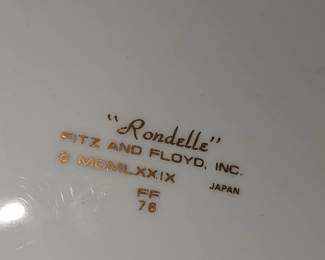 "Rondelle"
FITZ AND FLOYD, INC.
© MCMLXXIX JAPAN
FF
76